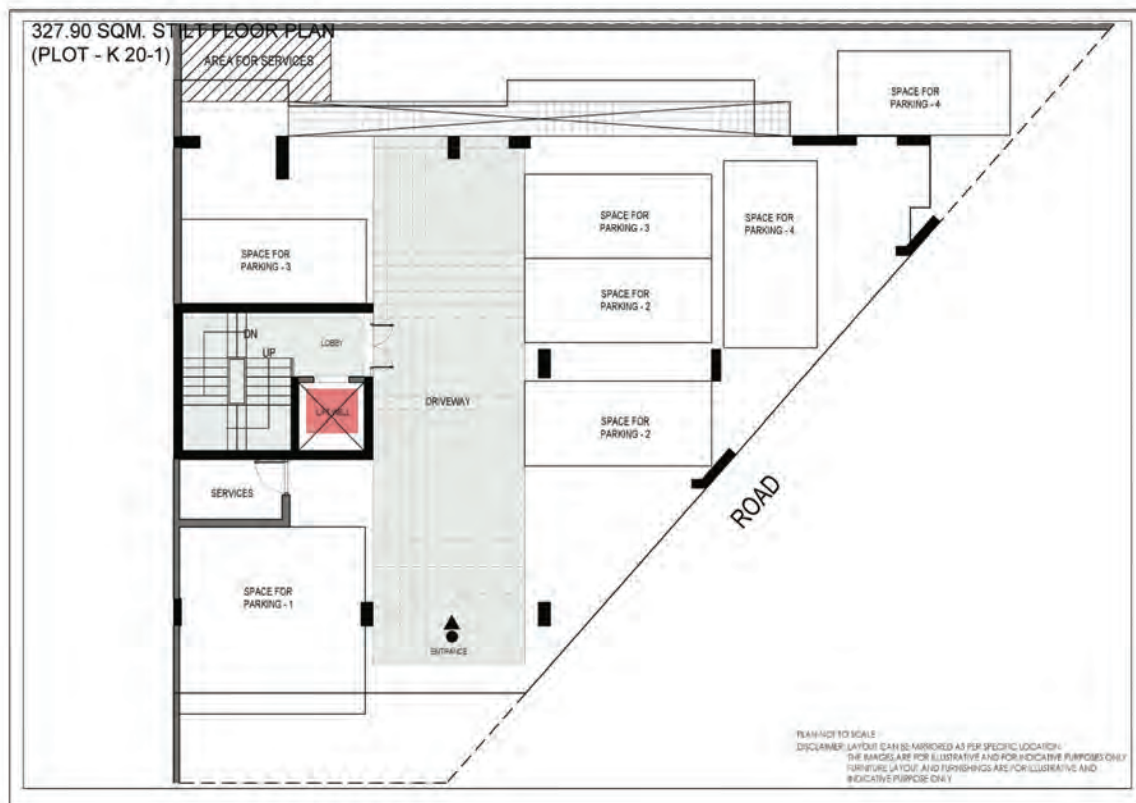 327.90 SQM. STILT FLOOR PLAN
(PLOT - K 20-1)
AREA FOR SERVICES
SPACE FOR
PARKING - 4
SPACE FOR
PARKING - 3
SPACE FOR
PARKING - 4
SPACE FOR
PARKING - 3
SPACE FOR
PARKING - 2
DN
UP
LOBBY
LIFT WELL
DRIVEWAY
SPACE FOR
PARKING - 2
SERVICES
ROAD
SPACE FOR
PARKING - 1
ENTRANCE
PLAN NOT TO SCALE
DISCLAIMER: LAYOUT CAN BE MIRRORED AS PER SPECIFIC LOCATION.
THE IMAGES ARE FOR ILLUSTRATIVE AND FOR INDICATIVE PURPOSES ONLY
FURNITURE LAYOUT AND FURNISHINGS ARE FOR ILLUSTRATIVE AND
INDICATIVE PURPOSE ONLY